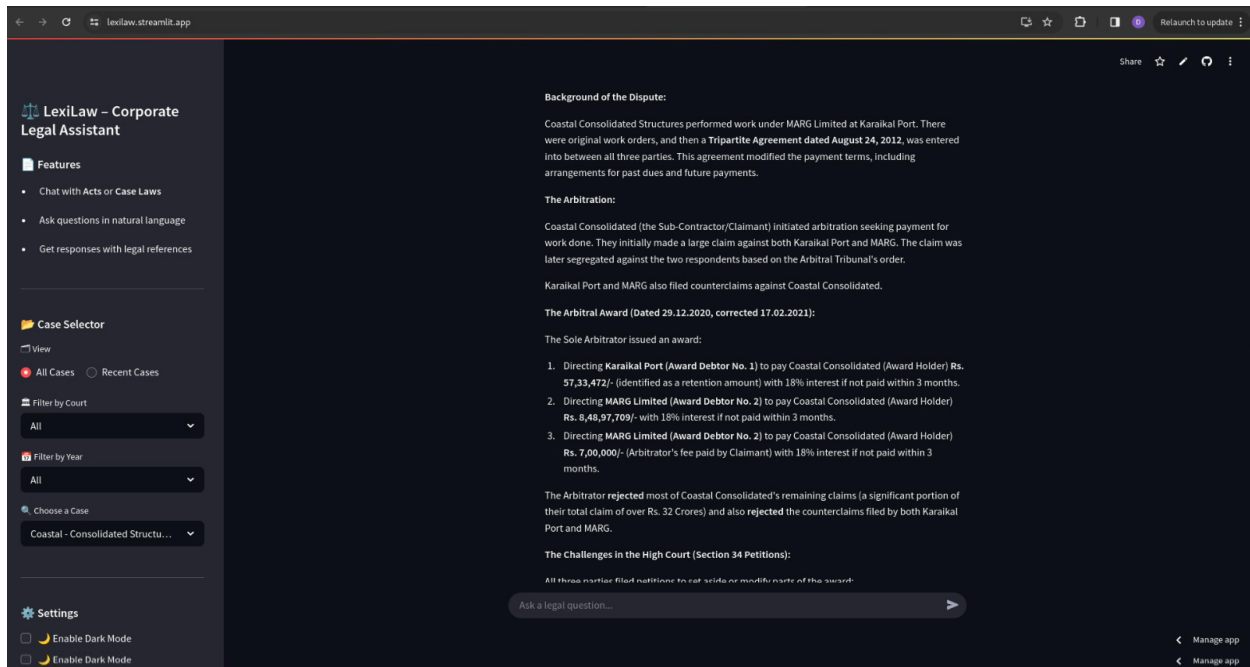 lexilaw.streamlit.app
Relaunch to update
Share
⚖️ LexiLaw – Corporate
Legal Assistant
📄 Features
• Chat with Acts or Case Laws
• Ask questions in natural language
• Get responses with legal references
📂 Case Selector
🗂️ View
All Cases
Recent Cases
🏛️ Filter by Court
All
📅 Filter by Year
All
🔍 Choose a Case
Coastal - Consolidated Structu...
⚙️ Settings
🌙 Enable Dark Mode
🌙 Enable Dark Mode
Background of the Dispute:
Coastal Consolidated Structures performed work under MARG Limited at Karaikal Port. There
were original work orders, and then a Tripartite Agreement dated August 24, 2012, was entered
into between all three parties. This agreement modified the payment terms, including
arrangements for past dues and future payments.
The Arbitration:
Coastal Consolidated (the Sub-Contractor/Claimant) initiated arbitration seeking payment for
work done. They initially made a large claim against both Karaikal Port and MARG. The claim was
later segregated against the two respondents based on the Arbitral Tribunal's order.
Karaikal Port and MARG also filed counterclaims against Coastal Consolidated.
The Arbitral Award (Dated 29.12.2020, corrected 17.02.2021):
The Sole Arbitrator issued an award:
1. Directing Karaikal Port (Award Debtor No. 1) to pay Coastal Consolidated (Award Holder) Rs.
57,33,472/- (identified as a retention amount) with 18% interest if not paid within 3 months.
2. Directing MARG Limited (Award Debtor No. 2) to pay Coastal Consolidated (Award Holder)
Rs. 8,48,97,709/- with 18% interest if not paid within 3 months.
3. Directing MARG Limited (Award Debtor No. 2) to pay Coastal Consolidated (Award Holder)
Rs. 7,00,000/- (Arbitrator's fee paid by Claimant) with 18% interest if not paid within 3
months.
The Arbitrator rejected most of Coastal Consolidated's remaining claims (a significant portion of
their total claim of over Rs. 32 Crores) and also rejected the counterclaims filed by both Karaikal
Port and MARG.
The Challenges in the High Court (Section 34 Petitions):
All three parties filed petitions to set aside or modify parts of the award:
Ask a legal question...
Manage app
Manage app